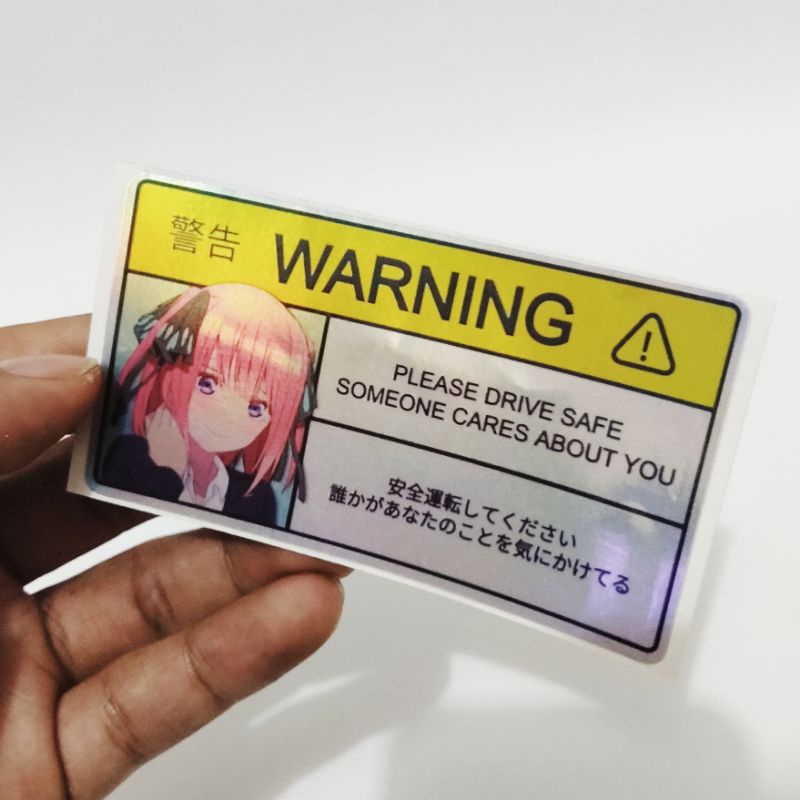 警告 WARNING
PLEASE DRIVE SAFE
SOMEONE CARES ABOUT YOU
安全運転してください
誰かがあなたのことを気にかけてる